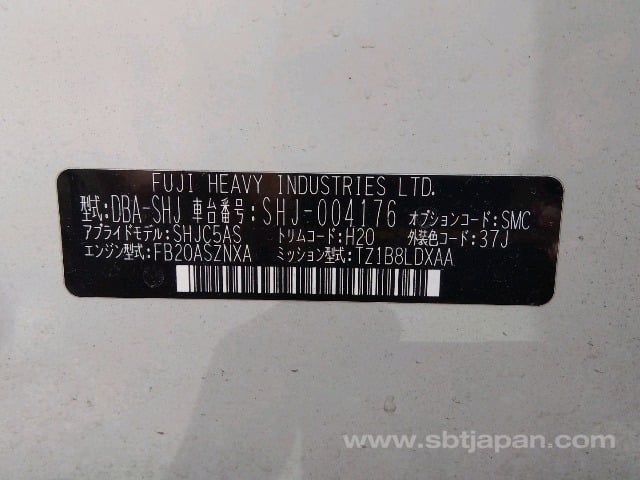 FUJI HEAVY INDUSTRIES LTD.
型式:DBA-SHJ 車台番号:SHJ-004176 オプションコード:SMC
アプライドモデル:SHJC5AS トリムコード:H20 外装色コード:37J
エンジン型式:FB20ASZNXA ミッション型式:TZ1B8LDXAA
www.sbtjapan.com